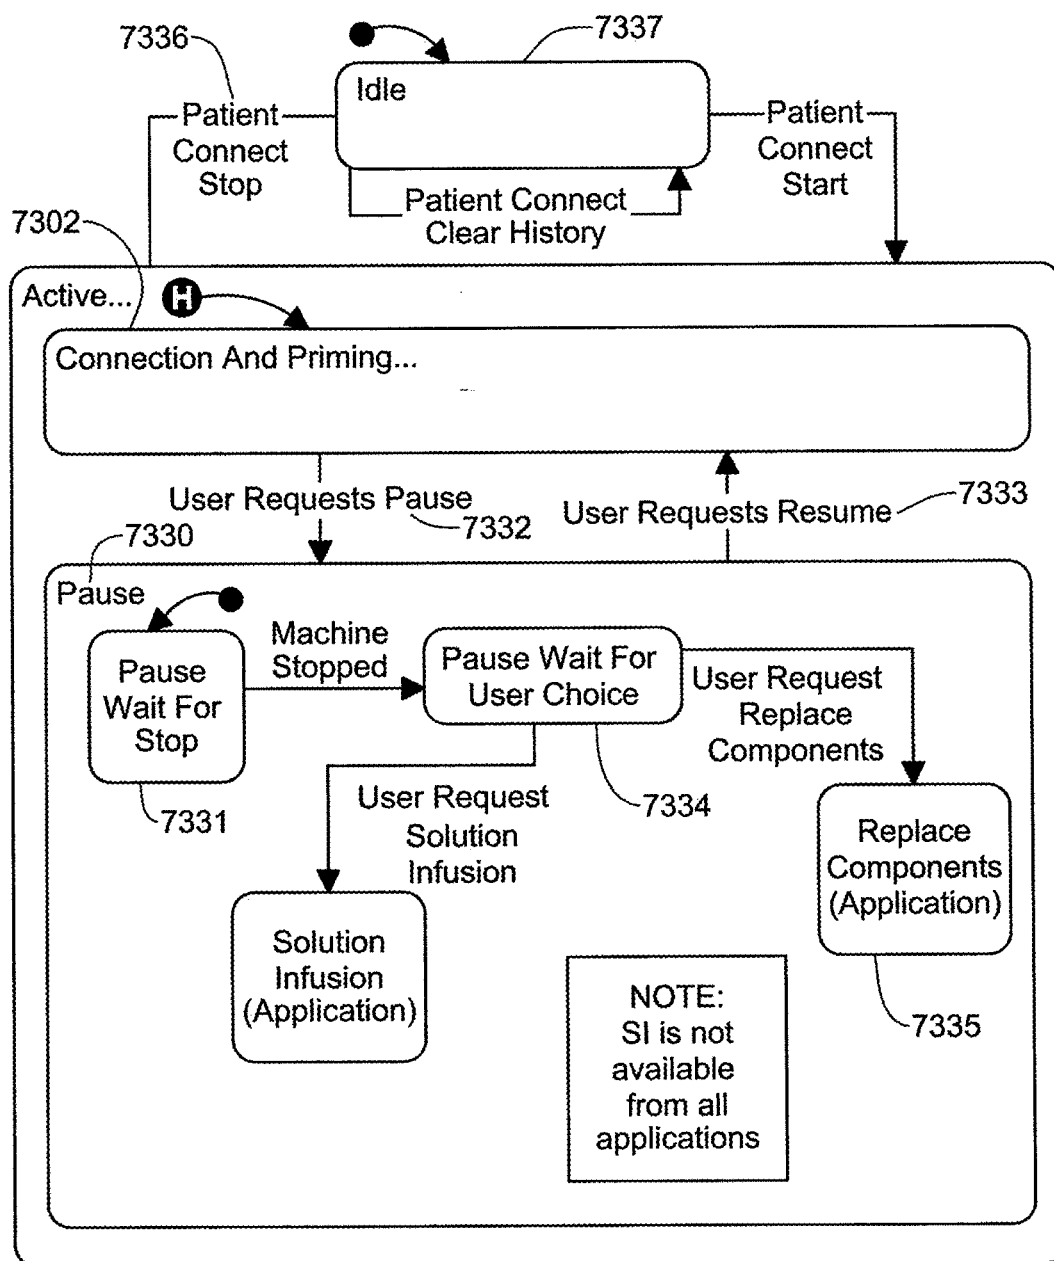 7336
7337
Idle
Patient
Connect
Stop
Patient
Connect
Start
Patient Connect
Clear History
7302
Active...
H
Connection And Priming...
User Requests Pause
7332
User Requests Resume
7333
7330
Pause
Pause
Wait For
Stop
7331
Machine
Stopped
Pause Wait For
User Choice
7334
User Request
Replace
Components
User Request
Solution
Infusion
Replace
Components
(Application)
7335
Solution
Infusion
(Application)
NOTE:
SI is not
available
from all
applications